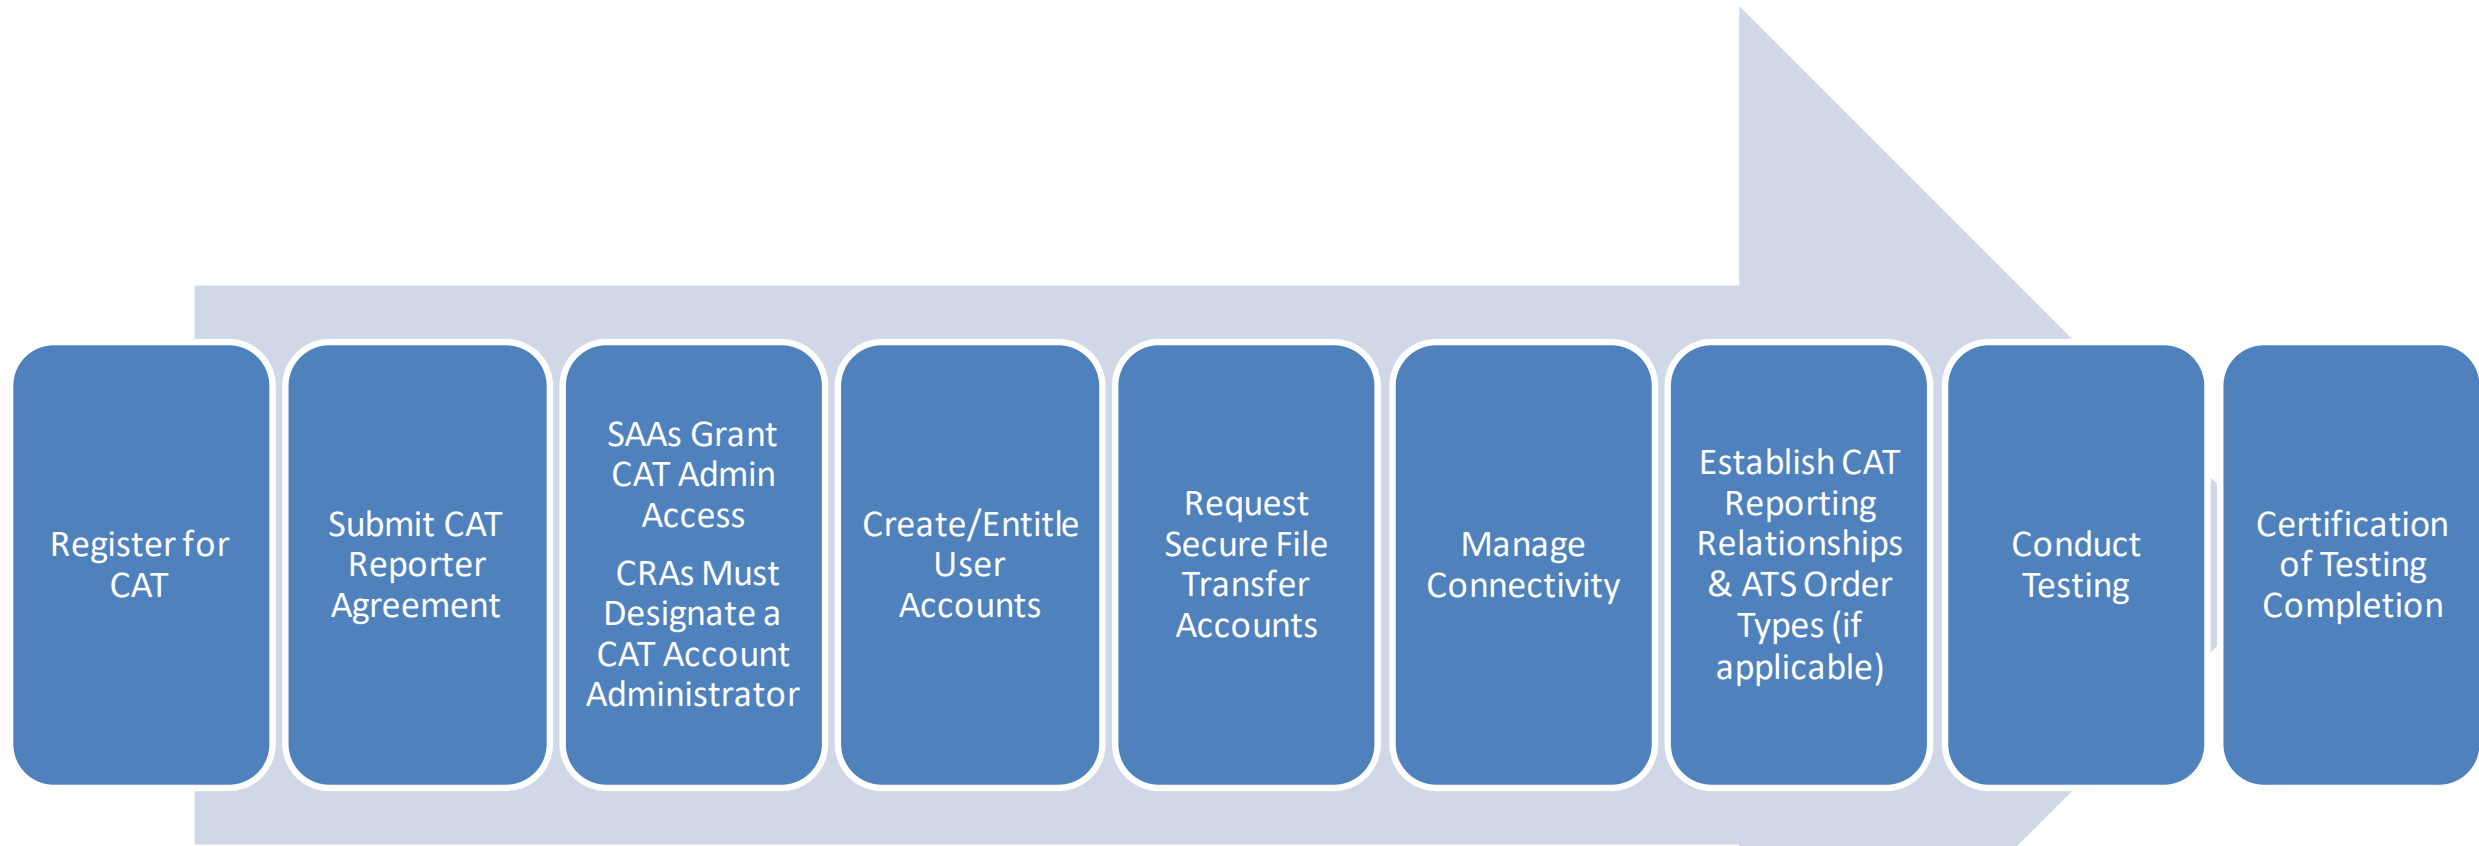 Register for
CAT
Submit CAT
Reporter
Agreement
SAAs Grant
CAT Admin
Access
CRAs Must
Designate a
CAT Account
Administrator
Create/Entitle
User
Accounts
Request
Secure File
Transfer
Accounts
Manage
Connectivity
Establish CAT
Reporting
Relationships
& ATS Order
Types (if
applicable)
Conduct
Testing
Certification
of Testing
Completion